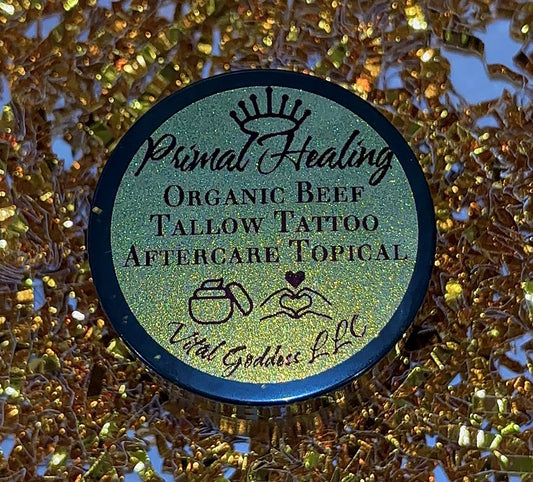 Primal Healing
Organic Beef
Tallow Tattoo
Aftercare Topical
Vital Goddess LLC